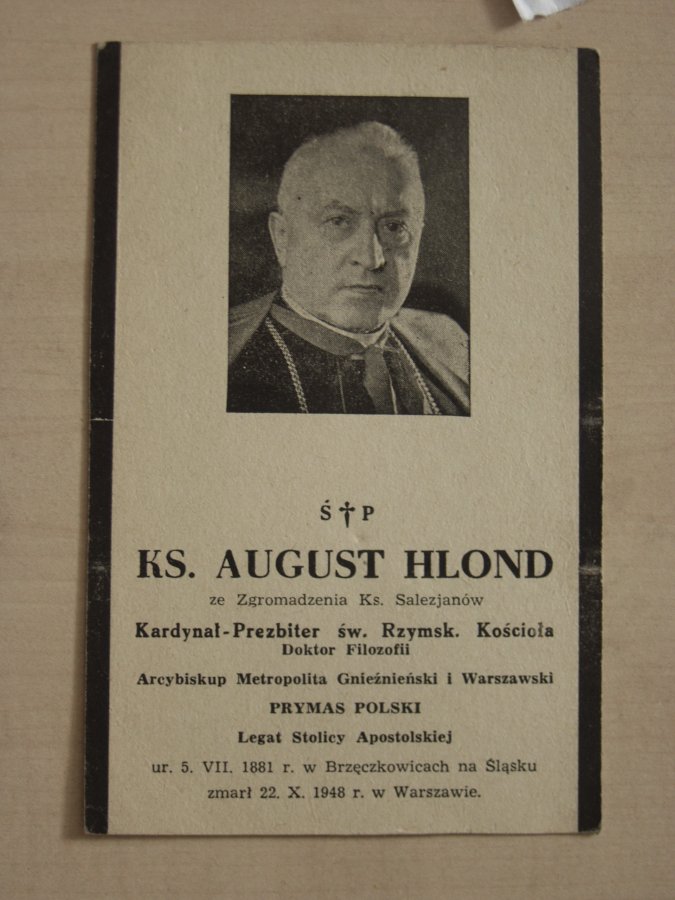 Ś † P
KS. AUGUST HLOND
ze Zgromadzenia Ks. Salezjanów
Kardynał-Prezbiter św. Rzymsk. Kościoła
Doktor Filozofii
Arcybiskup Metropolita Gnieźnieński i Warszawski
PRYMAS POLSKI
Legat Stolicy Apostolskiej
ur. 5. VII. 1881 r. w Brzęczkowicach na Śląsku
zmarł 22. X. 1948 r. w Warszawie.